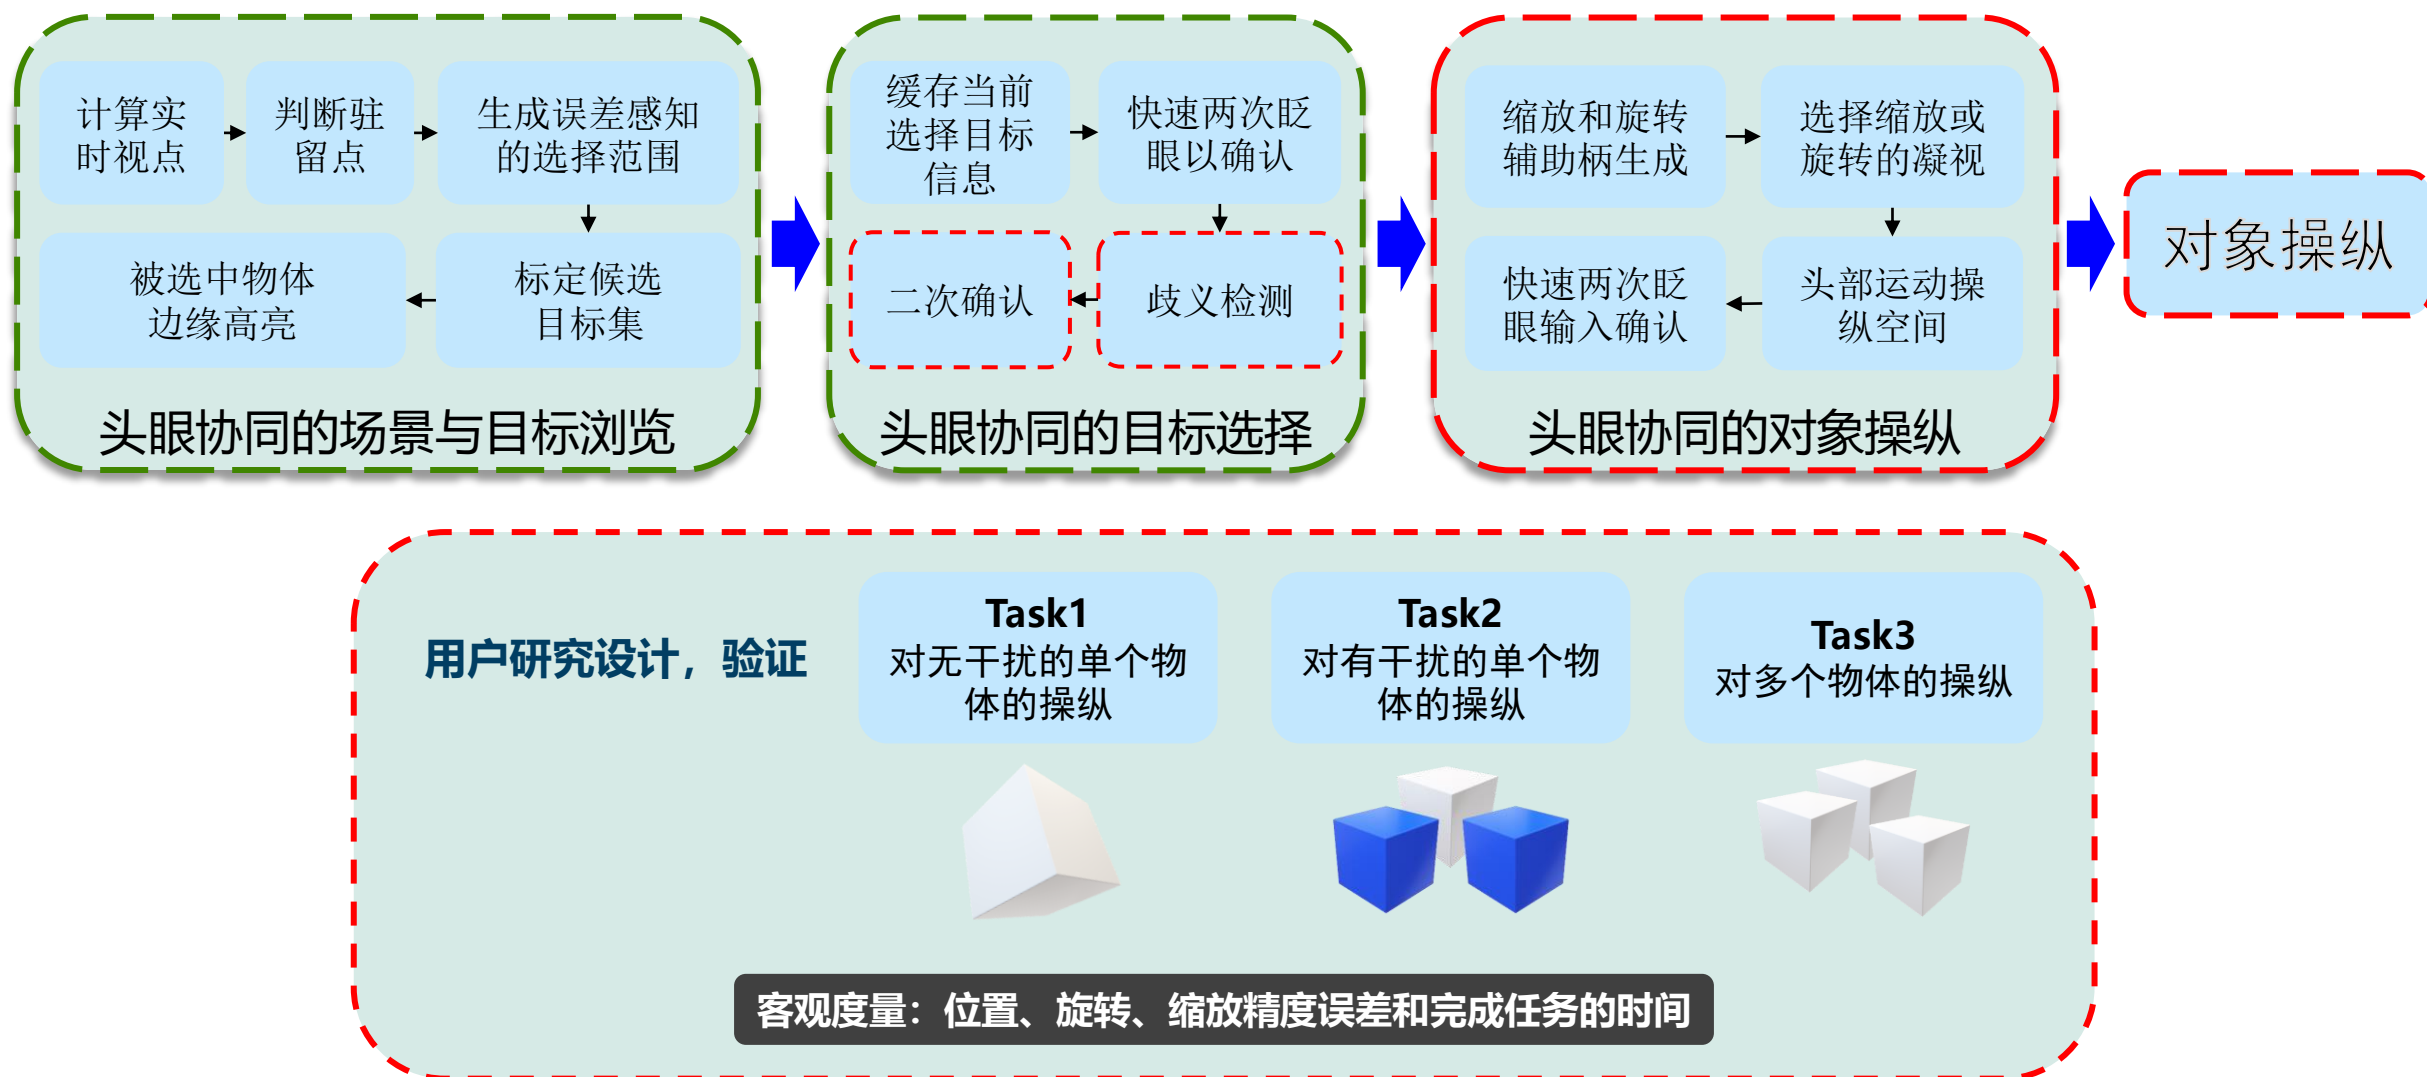 计算实
时视点
判断驻
留点
生成误差感知
的选择范围
被选中物体
边缘高亮
标定候选
目标集
头眼协同的场景与目标浏览
缓存当前
选择目标
信息
快速两次眨
眼以确认
二次确认
歧义检测
头眼协同的目标选择
缩放和旋转
辅助柄生成
选择缩放或
旋转的凝视
快速两次眨
眼输入确认
头部运动操
纵空间
头眼协同的对象操纵
对象操纵
用户研究设计，验证
Task1
对无干扰的单个物
体的操纵
Task2
对有干扰的单个物
体的操纵
Task3
对多个物体的操纵
客观度量：位置、旋转、缩放精度误差和完成任务的时间